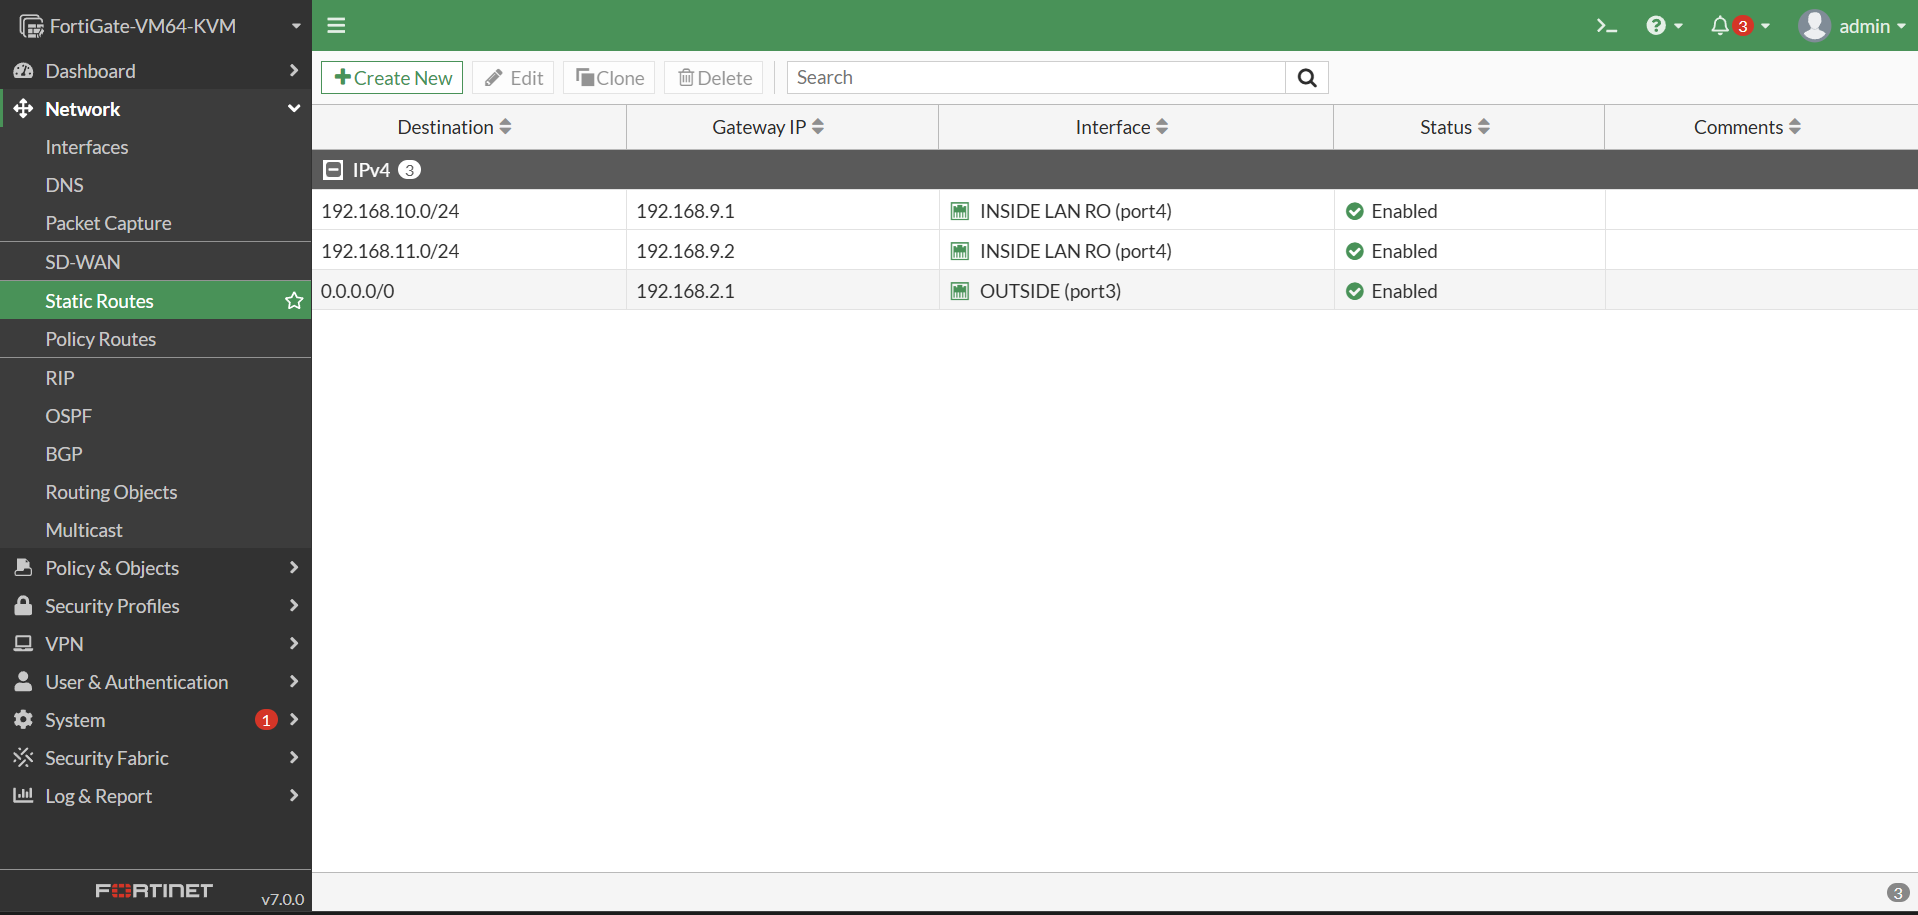 FortiGate-VM64-KVM
3
admin
Dashboard
Network
Interfaces
DNS
Packet Capture
SD-WAN
Static Routes
Policy Routes
RIP
OSPF
BGP
Routing Objects
Multicast
Policy & Objects
Security Profiles
VPN
User & Authentication
System 1
Security Fabric
Log & Report
FORTINET v7.0.0
Create New Edit Clone Delete Search
Destination Gateway IP Interface Status Comments
IPv4 3
192.168.10.0/24 192.168.9.1 INSIDE LAN RO (port4) Enabled
192.168.11.0/24 192.168.9.2 INSIDE LAN RO (port4) Enabled
0.0.0.0/0 192.168.2.1 OUTSIDE (port3) Enabled
3